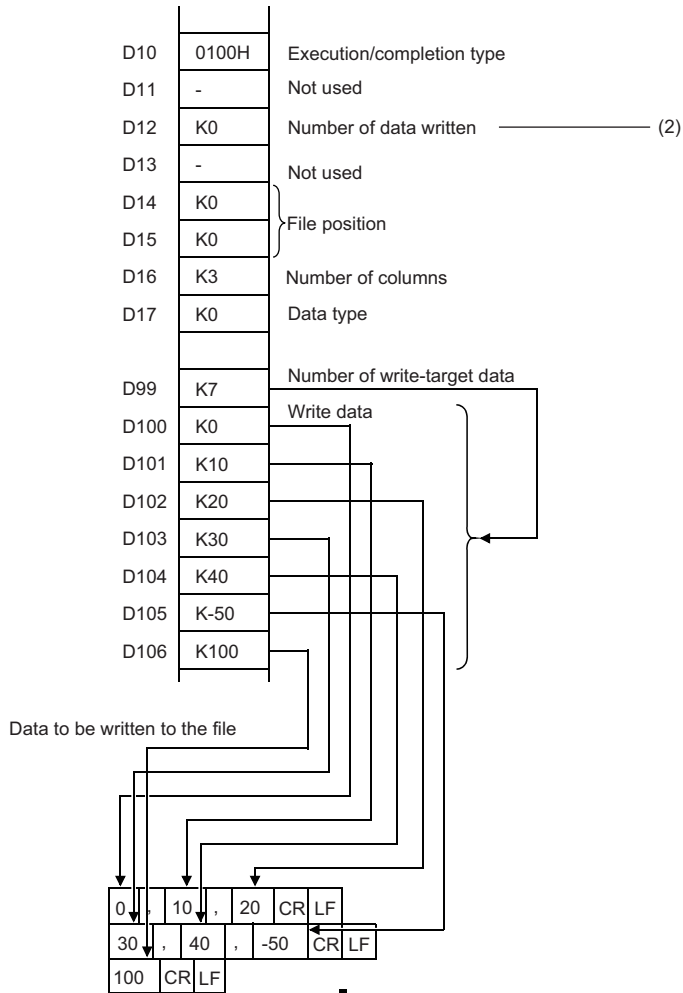 D10 0100H Execution/completion type
D11 - Not used
D12 K0 Number of data written (2)
D13 - Not used
D14 K0
File position
D15 K0
D16 K3 Number of columns
D17 K0 Data type
D99 K7 Number of write-target data
D100 K0 Write data
D101 K10
D102 K20
D103 K30
D104 K40
D105 K-50
D106 K100
Data to be written to the file
0 , 10 , 20 CR LF
30 , 40 , -50 CR LF
100 CR LF